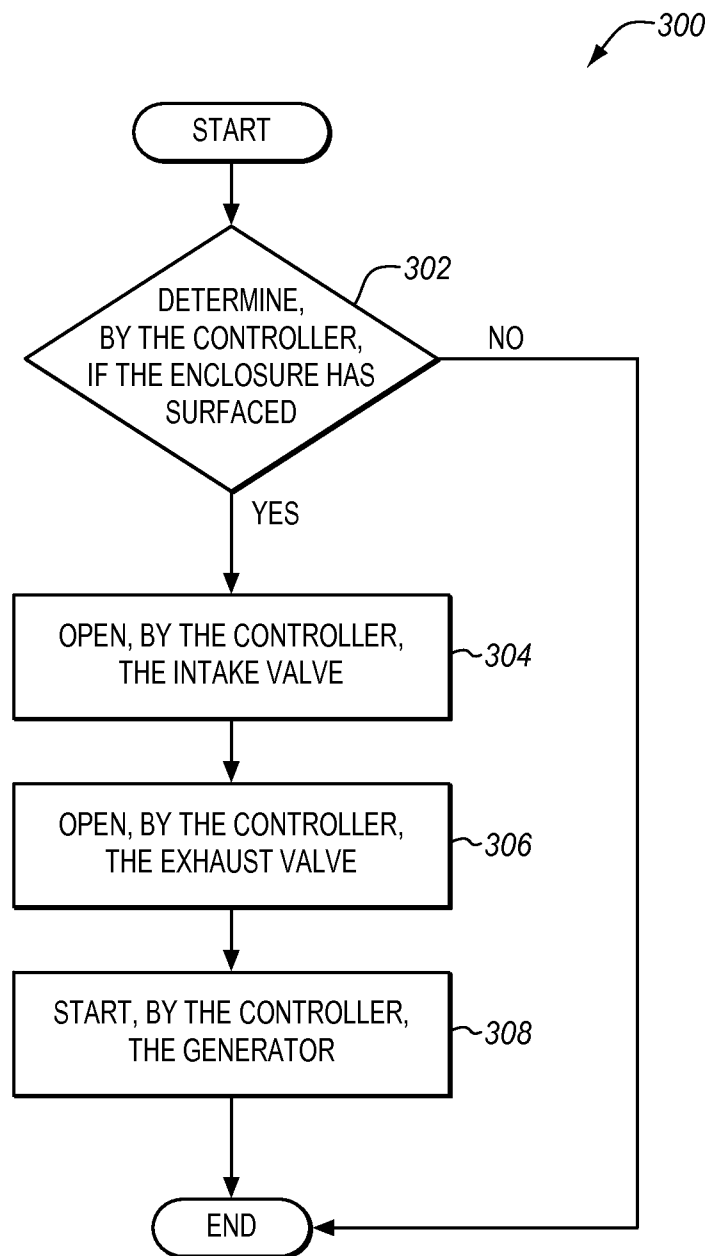 300
START
302
DETERMINE,
BY THE CONTROLLER,
IF THE ENCLOSURE HAS
SURFACED
NO
YES
OPEN, BY THE CONTROLLER,
THE INTAKE VALVE
304
OPEN, BY THE CONTROLLER,
THE EXHAUST VALVE
306
START, BY THE CONTROLLER,
THE GENERATOR
308
END